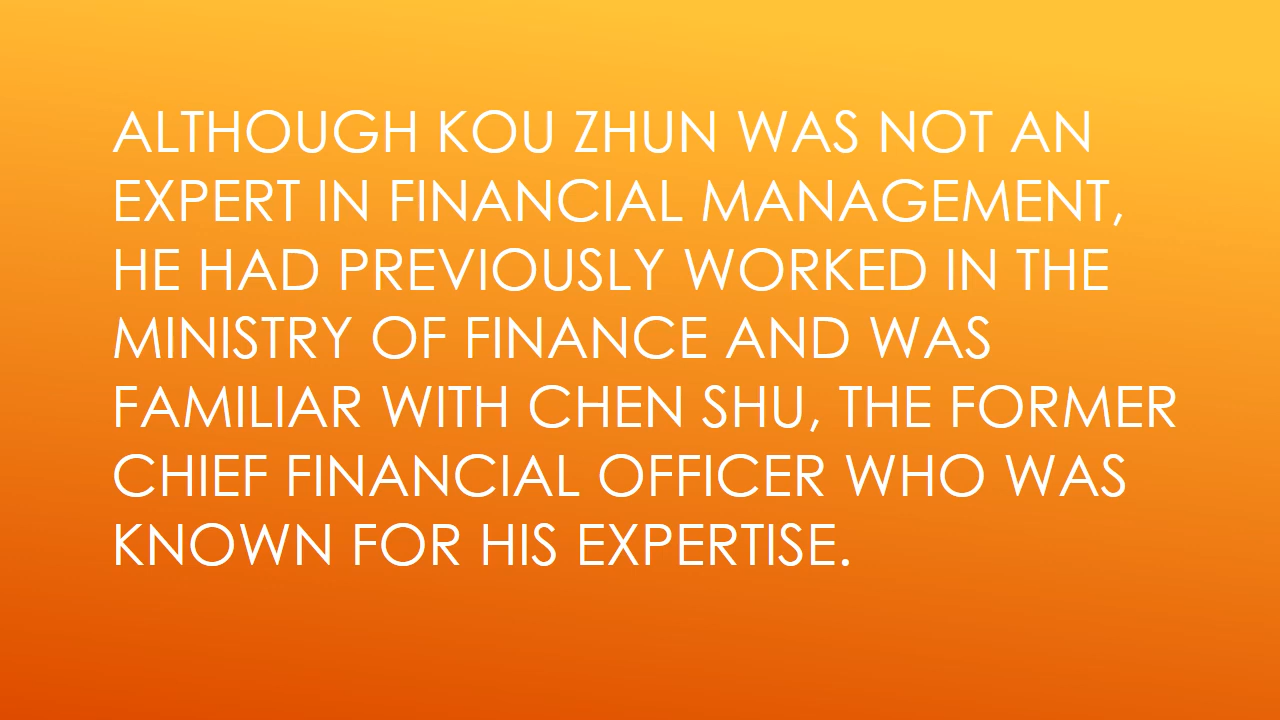 ALTHOUGH KOU ZHUN WAS NOT AN
EXPERT IN FINANCIAL MANAGEMENT,
HE HAD PREVIOUSLY WORKED IN THE
MINISTRY OF FINANCE AND WAS
FAMILIAR WITH CHEN SHU, THE FORMER
CHIEF FINANCIAL OFFICER WHO WAS
KNOWN FOR HIS EXPERTISE.